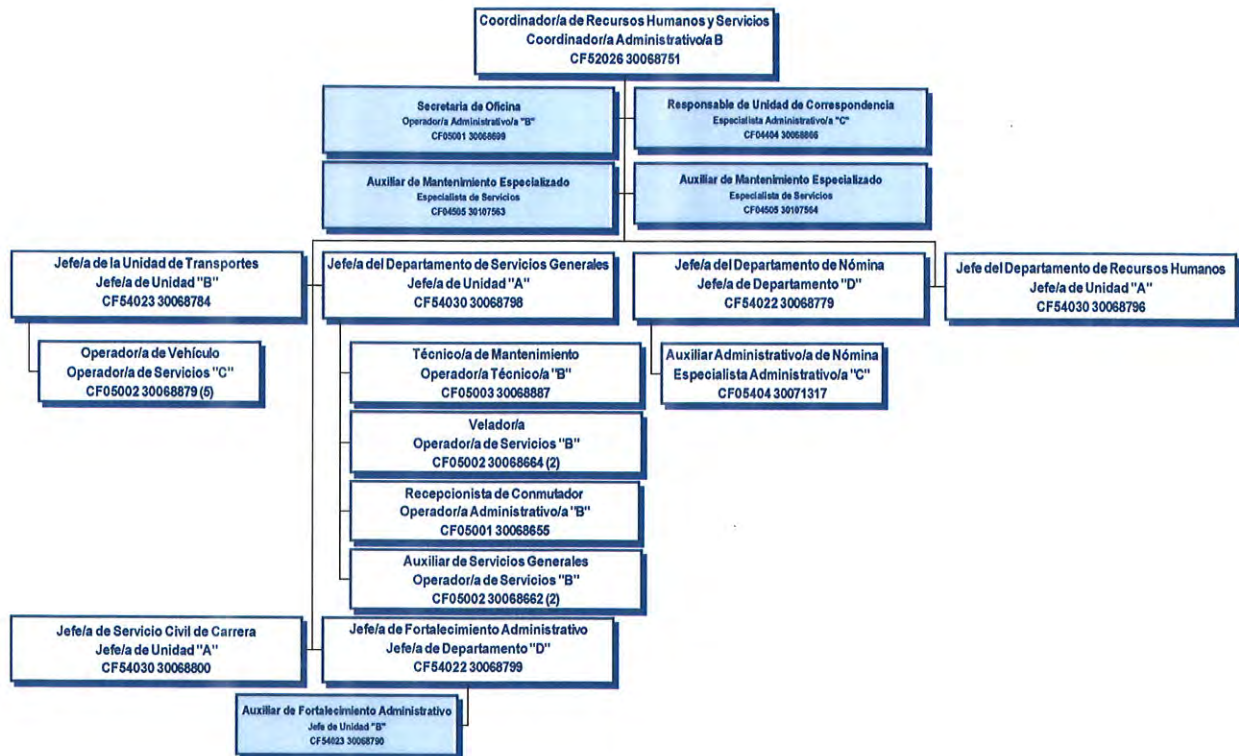 Coordinador/a de Recursos Humanos y Servicios
Coordinador/a Administrativo/a B
CF52026 30068751
Secretaria de Oficina
Operador/a Administrativo/a "B"
CF05001 30068699
Responsable de Unidad de Correspondencia
Especialista Administrativo/a "C"
CF04404 30068806
Auxiliar de Mantenimiento Especializado
Especialista de Servicios
CF04505 30107563
Auxiliar de Mantenimiento Especializado
Especialista de Servicios
CF04505 30107564
Jefe/a de la Unidad de Transportes
Jefe/a de Unidad "B"
CF54023 30068784
Jefe/a del Departamento de Servicios Generales
Jefe/a de Unidad "A"
CF54030 30068798
Jefe/a del Departamento de Nómina
Jefe/a de Departamento "D"
CF54022 30068779
Jefe del Departamento de Recursos Humanos
Jefe/a de Unidad "A"
CF54030 30068796
Operador/a de Vehículo
Operador/a de Servicios "C"
CF05002 30068879 (5)
Técnico/a de Mantenimiento
Operador/a Técnico/a "B"
CF05003 30068887
Auxiliar Administrativo/a de Nómina
Especialista Administrativo/a "C"
CF05404 30071317
Velador/a
Operador/a de Servicios "B"
CF05002 30068664 (2)
Recepcionista de Conmutador
Operador/a Administrativo/a "B"
CF05001 30068655
Auxiliar de Servicios Generales
Operador/a de Servicios "B"
CF05002 30068662 (2)
Jefe/a de Servicio Civil de Carrera
Jefe/a de Unidad "A"
CF54030 30068800
Jefe/a de Fortalecimiento Administrativo
Jefe/a de Departamento "D"
CF54022 30068799
Auxiliar de Fortalecimiento Administrativo
Jefe de Unidad "B"
CF54023 30068790